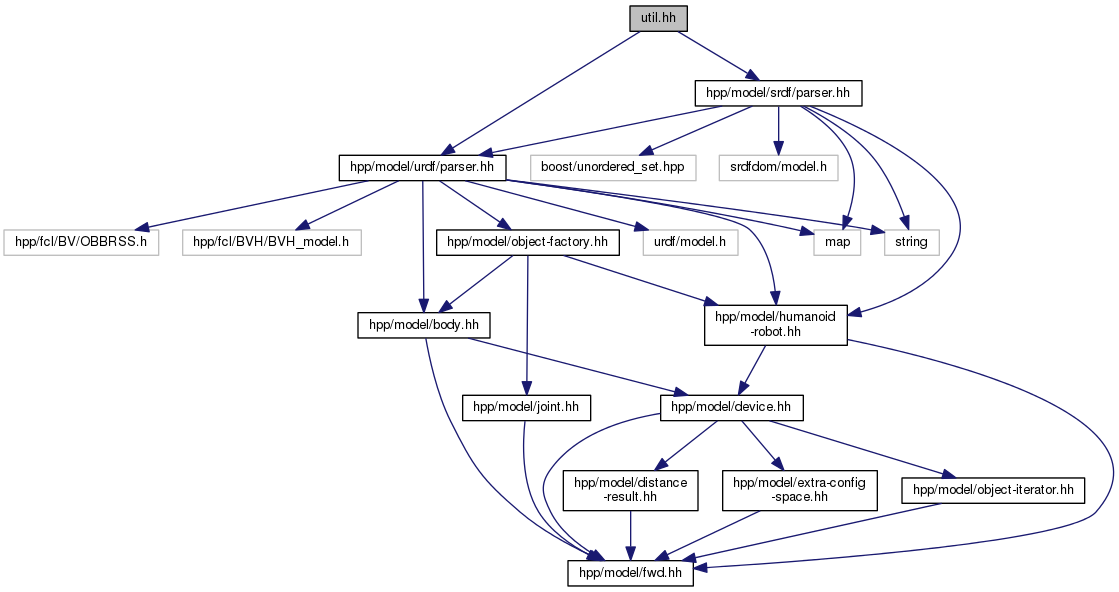 util.hh
hpp/model/srdf/parser.hh
hpp/model/urdf/parser.hh
boost/unordered_set.hpp
srdfdom/model.h
hpp/fcl/BV/OBBRSS.h
hpp/fcl/BVH/BVH_model.h
hpp/model/object-factory.hh
urdf/model.h
map
string
hpp/model/body.hh
hpp/model/humanoid
-robot.hh
hpp/model/joint.hh
hpp/model/device.hh
hpp/model/distance
-result.hh
hpp/model/extra-config
-space.hh
hpp/model/object-iterator.hh
hpp/model/fwd.hh